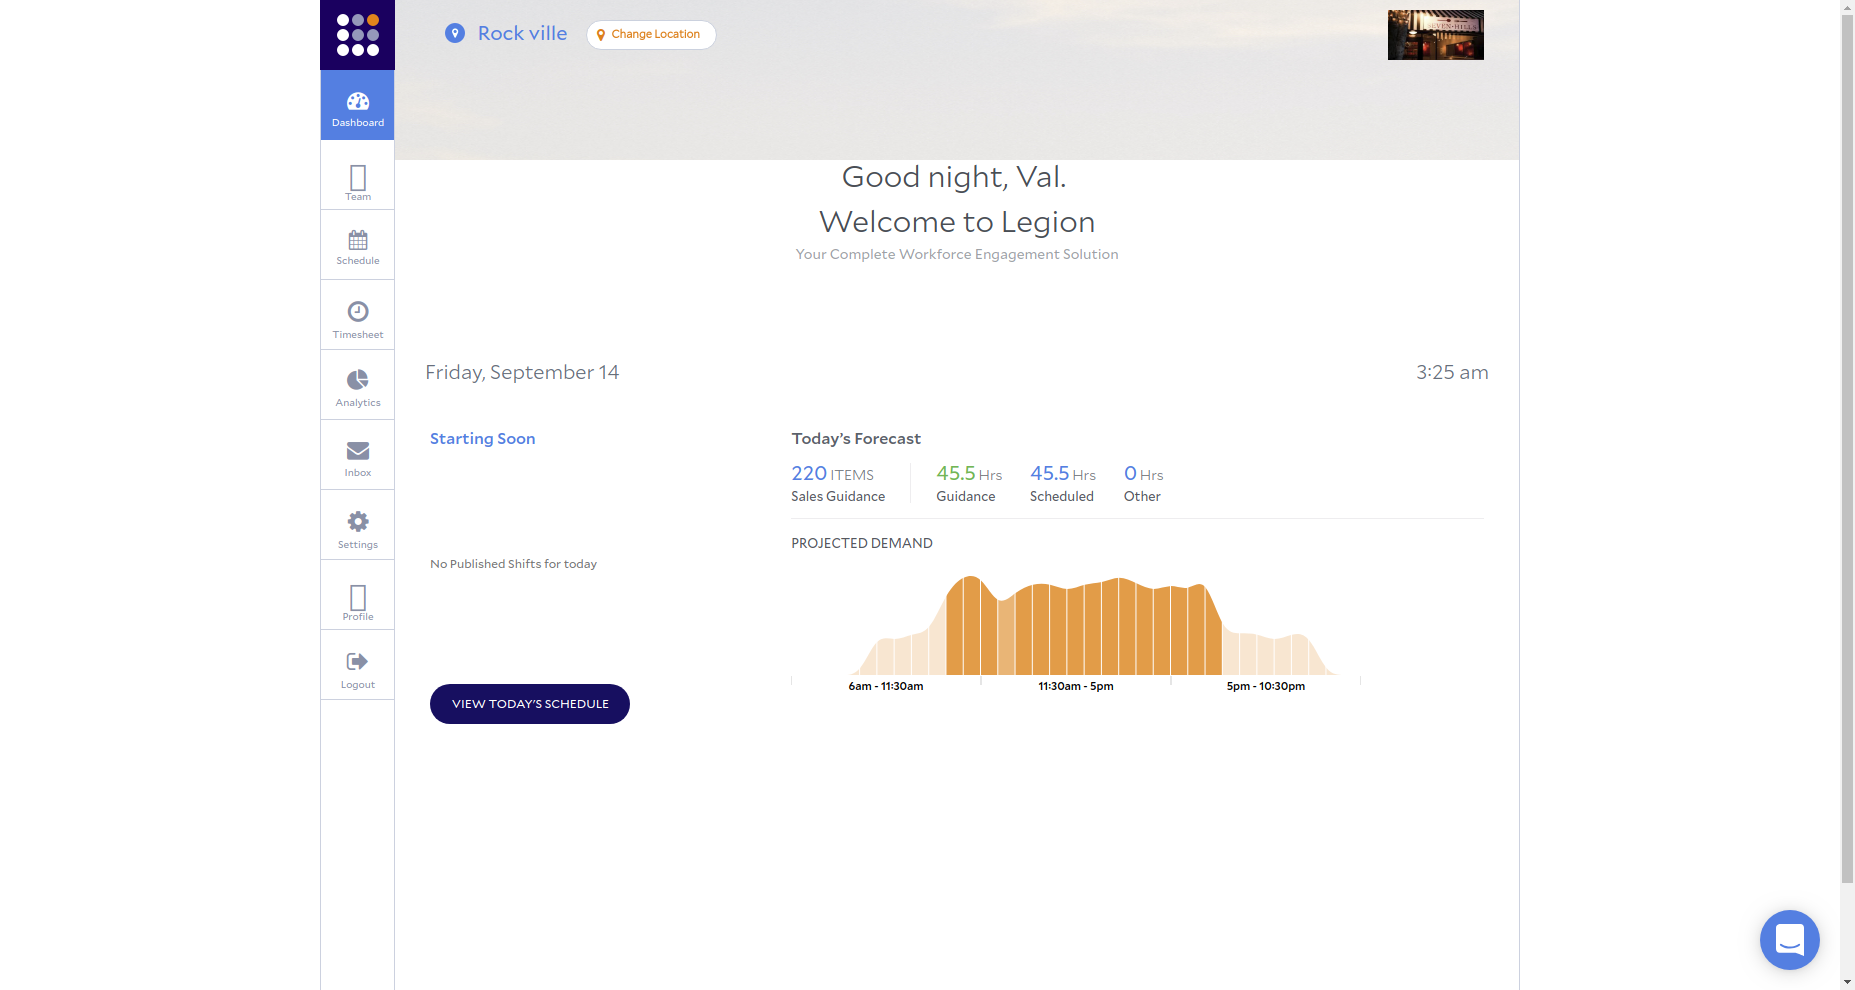 Rock ville
Change Location
SEVEN HILLS
Dashboard
Team
Schedule
Timesheet
Analytics
Inbox
Settings
Profile
Logout
Good night, Val.
Welcome to Legion
Your Complete Workforce Engagement Solution
Friday, September 14
3:25 am
Starting Soon
No Published Shifts for today
VIEW TODAY'S SCHEDULE
Today's Forecast
220 ITEMS
Sales Guidance
45.5 Hrs
Guidance
45.5 Hrs
Scheduled
0 Hrs
Other
PROJECTED DEMAND
6am - 11:30am
11:30am - 5pm
5pm - 10:30pm